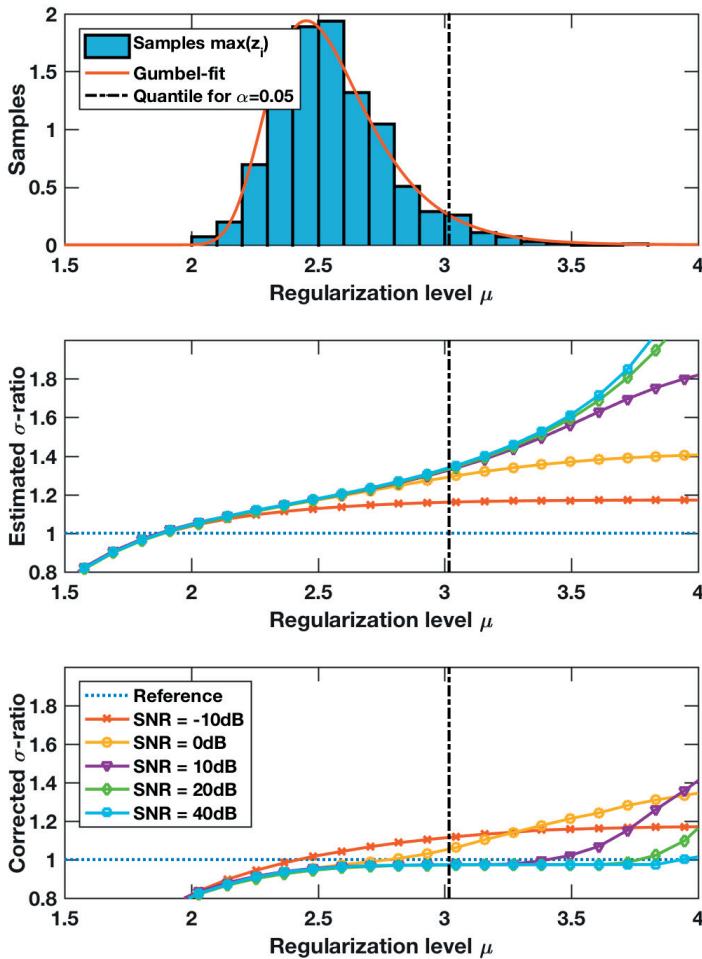 Samples max(z_i)
Gumbel-fit
Quantile for α=0.05
Samples
2
1.5
1
0.5
0
1.5 2 2.5 3 3.5 4
Regularization level μ
Estimated σ-ratio
1.8
1.6
1.4
1.2
1
0.8
1.5 2 2.5 3 3.5 4
Regularization level μ
Reference
SNR = -10dB
SNR = 0dB
SNR = 10dB
SNR = 20dB
SNR = 40dB
Corrected σ-ratio
1.8
1.6
1.4
1.2
1
0.8
1.5 2 2.5 3 3.5 4
Regularization level μ